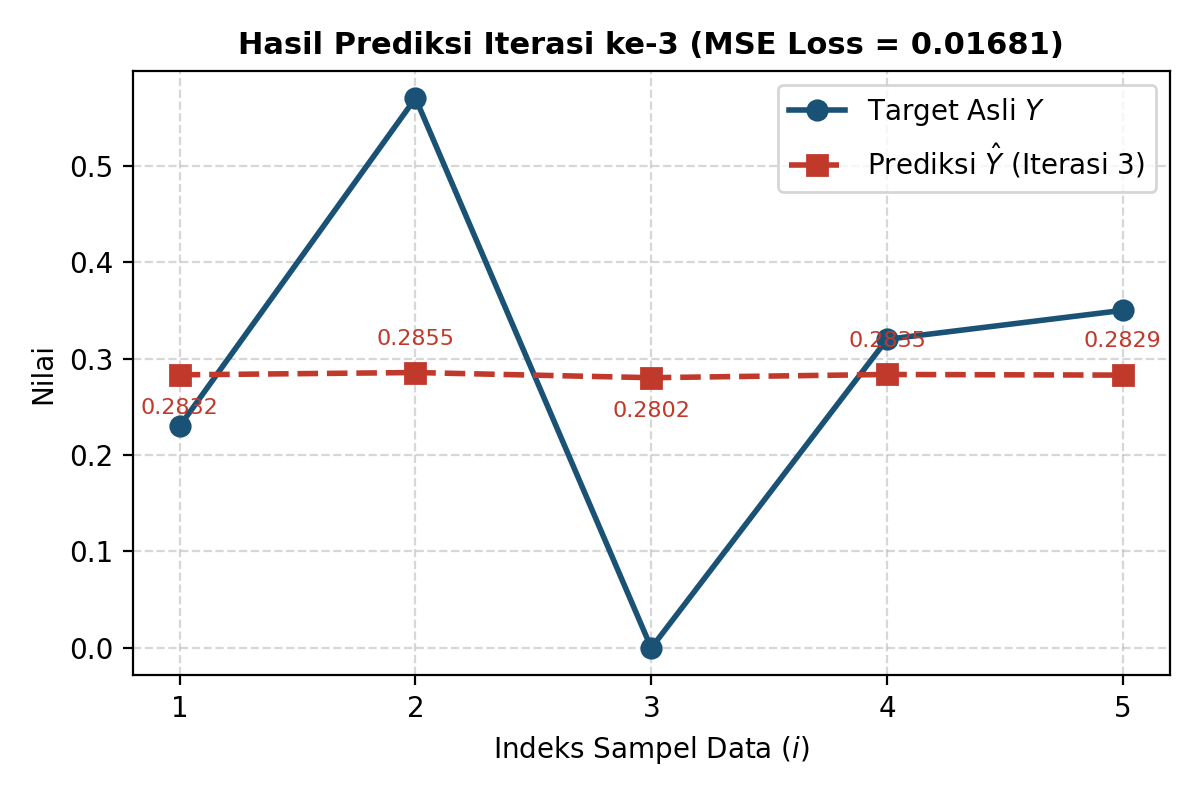 Hasil Prediksi Iterasi ke-3 (MSE Loss = 0.01681)
Target Asli Y
Prediksi Ŷ (Iterasi 3)
Nilai
0.5
0.4
0.3
0.2
0.1
0.0
0.2832
0.2855
0.2802
0.2835
0.2829
1 2 3 4 5
Indeks Sampel Data (i)